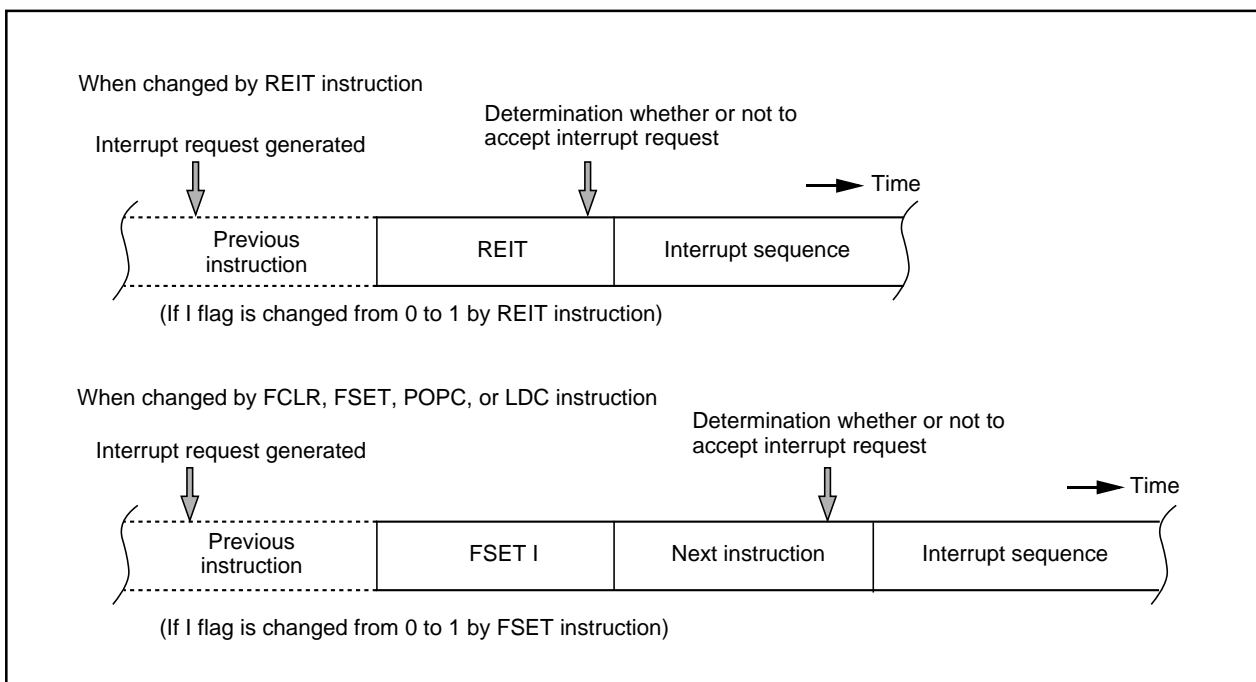 When changed by REIT instruction
Determination whether or not to
accept interrupt request
Interrupt request generated
Time
Previous
instruction
REIT
Interrupt sequence
(If I flag is changed from 0 to 1 by REIT instruction)
When changed by FCLR, FSET, POPC, or LDC instruction
Determination whether or not to
accept interrupt request
Interrupt request generated
Time
Previous
instruction
FSET I
Next instruction
Interrupt sequence
(If I flag is changed from 0 to 1 by FSET instruction)